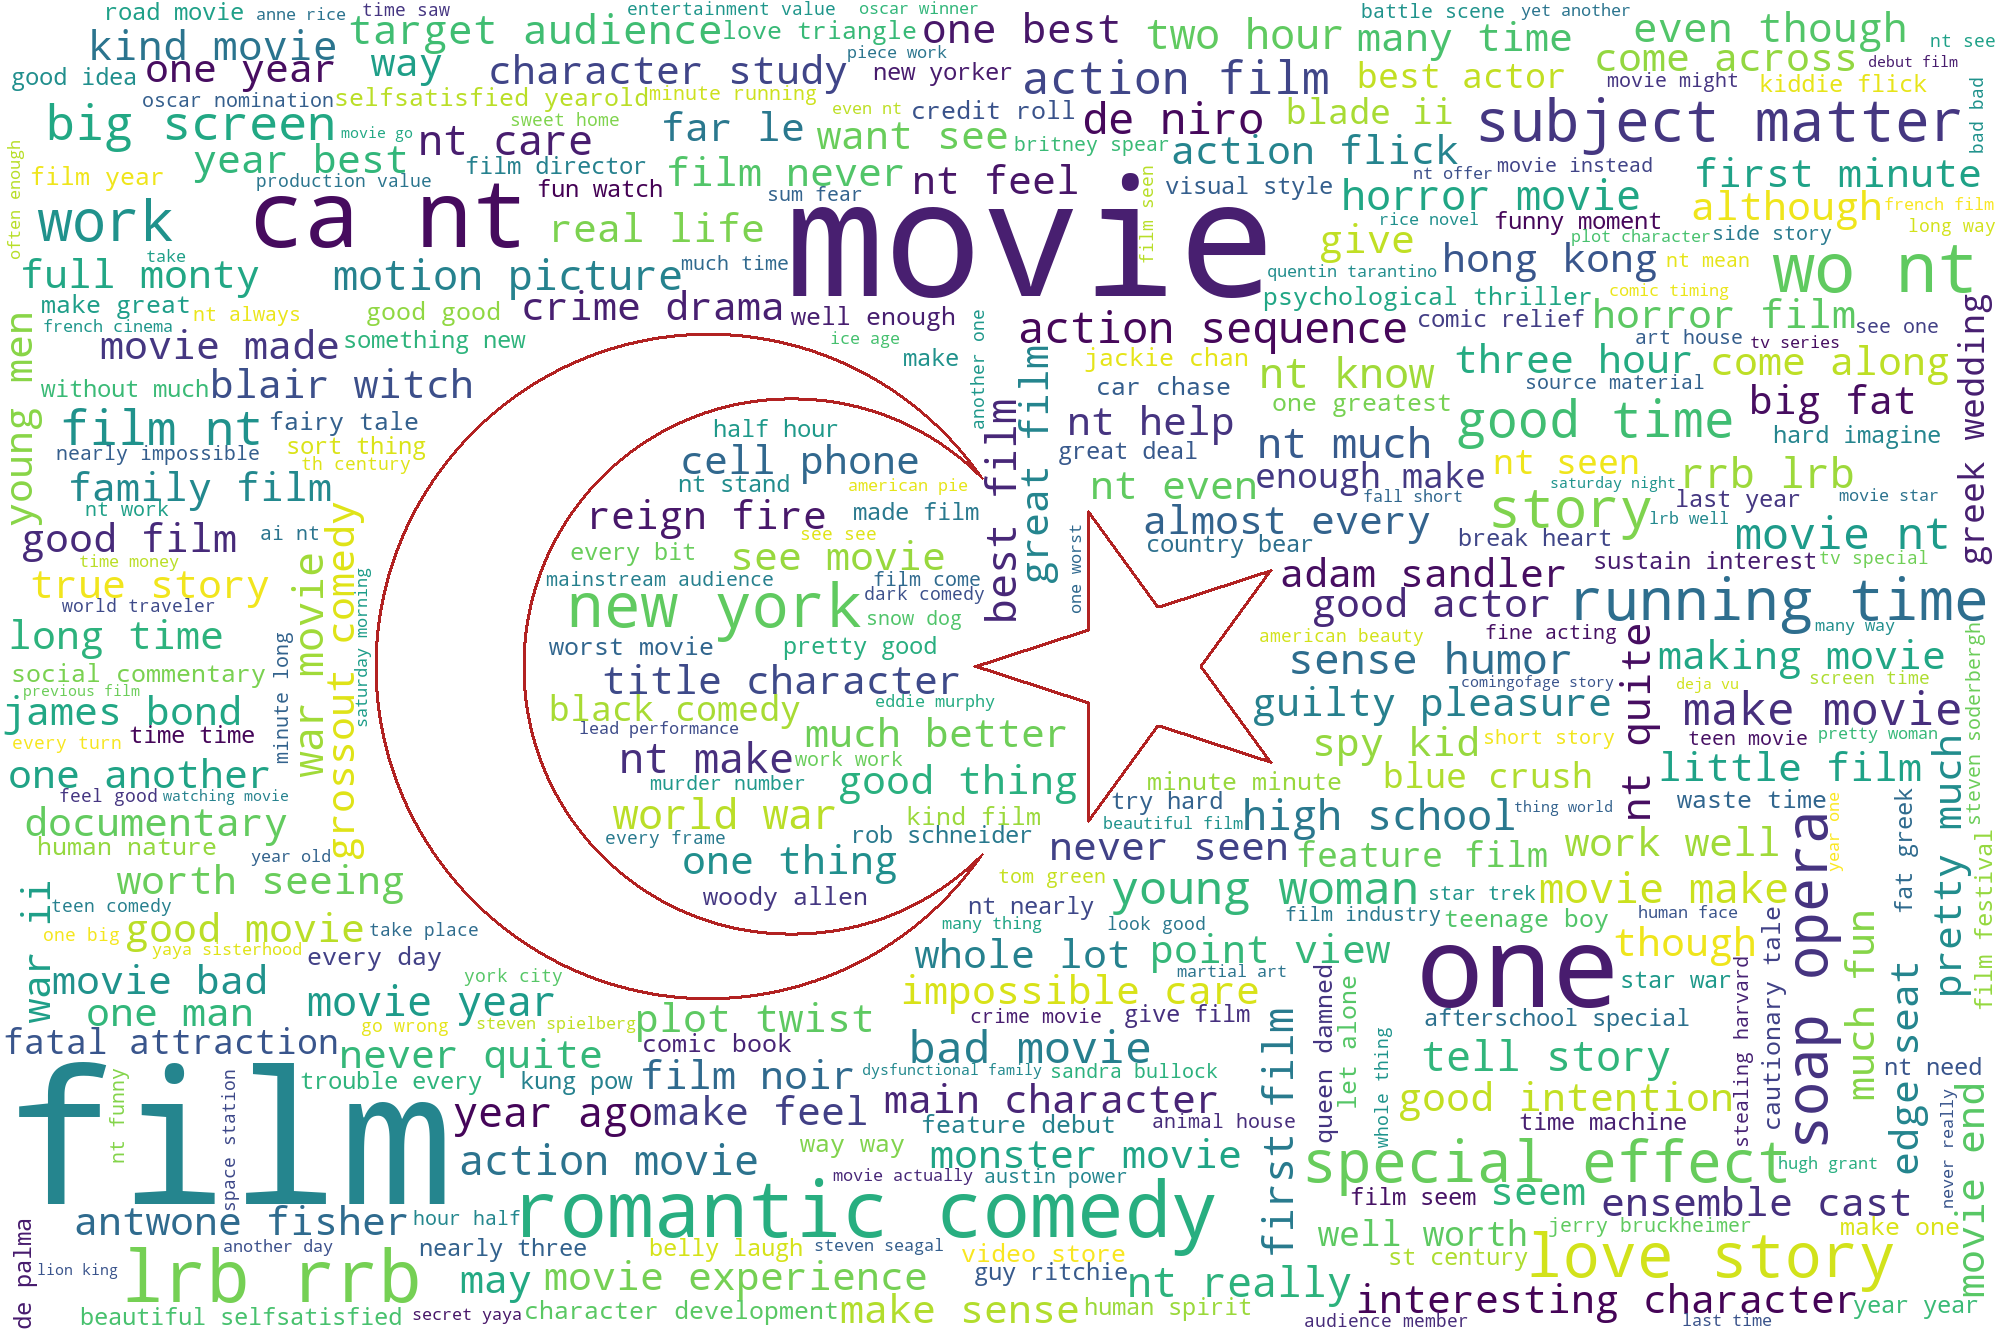 road movie
anne rice
time saw
entertainment value
oscar winner
battle scene
yet another
kind movie
target audience
love triangle
one best
two hour
many time
even though
nt see
good idea
one year
way
character study
piece work
new yorker
action film
best actor
come across
movie might
debut film
kiddie flick
bad bad
oscar nomination
selfsatisfied yearold
minute running
even nt
credit roll
de niro
blade ii
subject matter
big screen
movie go
nt care
sweet home
far le
want see
britney spear
action flick
year best
film director
film never
nt feel
film seen
visual style
nt offer
movie instead
first minute
often enough
film year
production value
fun watch
sum fear
horror movie
although
french film
work
ca nt
real life
movie
rice novel
funny moment
long way
give
plot character
side story
take
full monty
motion picture
much time
quentin tarantino
hong kong
nt mean
wo nt
make great
nt always
good good
crime drama
well enough
psychological thriller
comic timing
french cinema
something new
ice age
another one
action sequence
comic relief
horror film
see one
greek wedding
young men
movie made
make
great film
jackie chan
art house
tv series
without much
blair witch
car chase
nt know
three hour
source material
come along
film nt
fairy tale
half hour
best film
nt help
one greatest
good time
big fat
nearly impossible
sort thing
cell phone
great deal
nt much
hard imagine
th century
family film
nt stand
american pie
nt even
enough make
nt seen
saturday night
rrb lrb
nt work
grossout comedy
reign fire
made film
fall short
story
last year
movie star
good film
ai nt
war movie
see see
one worst
almost every
lrb well
movie nt
time money
every bit
see movie
country bear
break heart
sustain interest
tv special
true story
saturday morning
mainstream audience
film come
adam sandler
world traveler
new york
dark comedy
good actor
running time
long time
snow dog
american beauty
fine acting
many way
minute long
worst movie
pretty good
nt quite
making movie
steven soderbergh
social commentary
title character
sense humor
comingofage story
deja vu
screen time
previous film
james bond
black comedy
eddie murphy
guilty pleasure
make movie
every turn
time time
lead performance
much better
spy kid
short story
teen movie
pretty woman
one another
nt make
work work
minute minute
blue crush
little film
pretty much
feel good
watching movie
murder number
good thing
try hard
thing world
waste time
fat greek
documentary
world war
kind film
beautiful film
high school
soap opera
year one
human nature
every frame
rob schneider
year old
never seen
feature film
work well
film festival
worth seeing
one thing
tom green
young woman
star trek
movie make
war ii
teen comedy
woody allen
nt nearly
film industry
teenage boy
human face
one big
good movie
take place
many thing
look good
yaya sisterhood
every day
whole lot
point view
one
though
much fun
edge seat
movie bad
york city
martial art
queen damned
let alone
star war
stealing harvard
cautionary tale
one man
movie year
impossible care
crime movie
give film
first film
whole thing
afterschool special
go wrong
steven spielberg
plot twist
fatal attraction
never quite
comic book
bad movie
tell story
nt need
film
nt funny
space station
trouble every
kung pow
film noir
dysfunctional family
sandra bullock
good intention
never really
movie end
year ago
make feel
main character
feature debut
animal house
time machine
action movie
way way
monster movie
special effect
hugh grant
movie actually
austin power
film seem
seem
ensemble cast
antwone fisher
hour half
romantic comedy
well worth
jerry bruckheimer
make one
de palma
another day
nearly three
belly laugh
steven seagal
video store
st century
love story
lion king
lrb rrb
may
movie experience
guy ritchie
nt really
interesting character
year year
beautiful selfsatisfied
secret yaya
character development
make sense
human spirit
audience member
last time